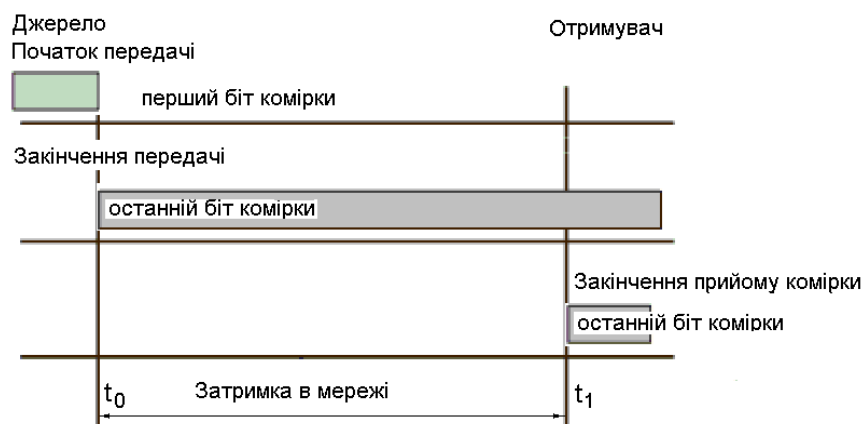 Джерело
Початок передачі
Отримувач
перший біт комірки
Закінчення передачі
останній біт комірки
Закінчення прийому комірки
останній біт комірки
t0
Затримка в мережі
t1